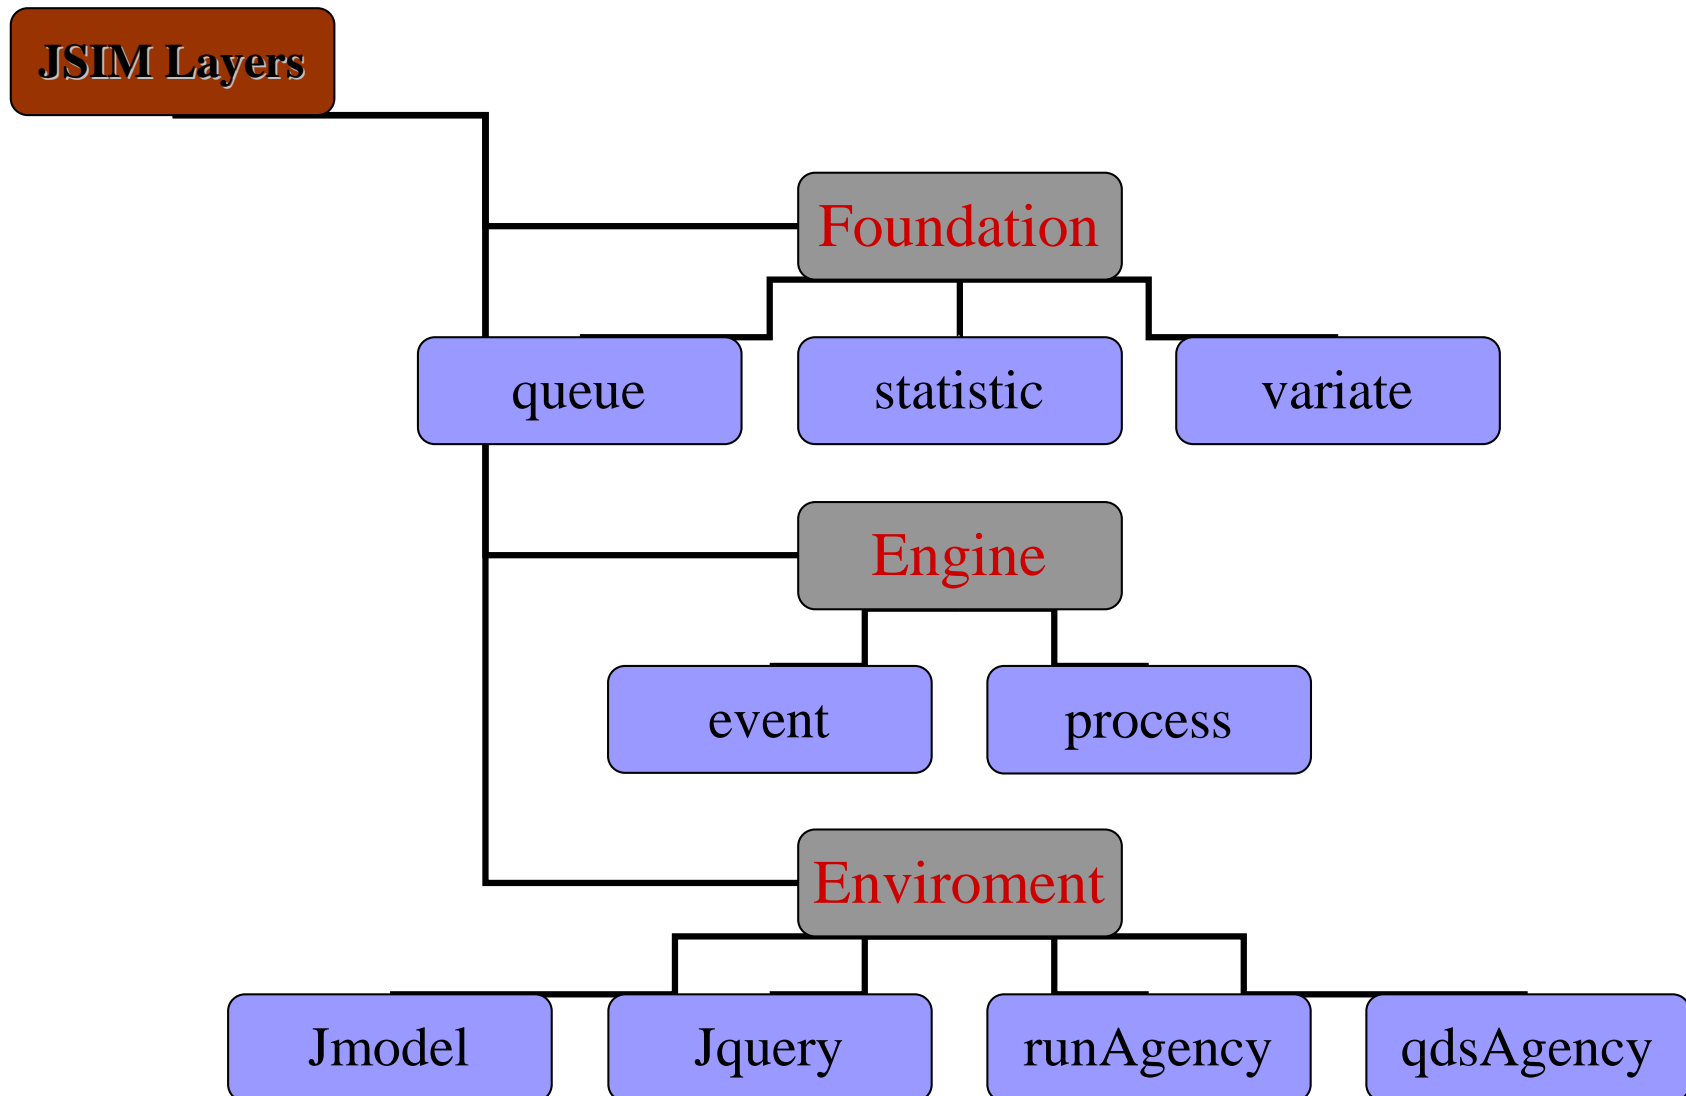 JSIM Layers
Foundation
queue
statistic
variate
Engine
event
process
Enviroment
Jmodel
Jquery
runAgency
qdsAgency